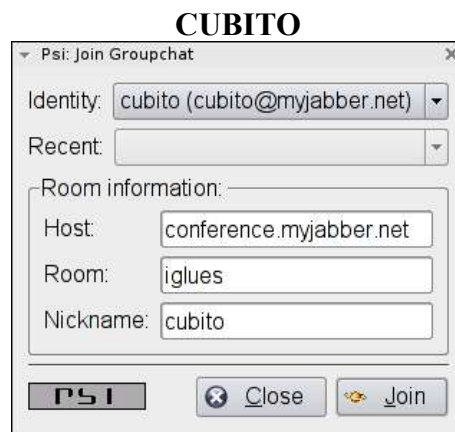 CUBITO
Psi: Join Groupchat
Identity: cubito (cubito@myjabber.net)
Recent:
Room information:
Host: conference.myjabber.net
Room: iglues
Nickname: cubito
PSI Close Join